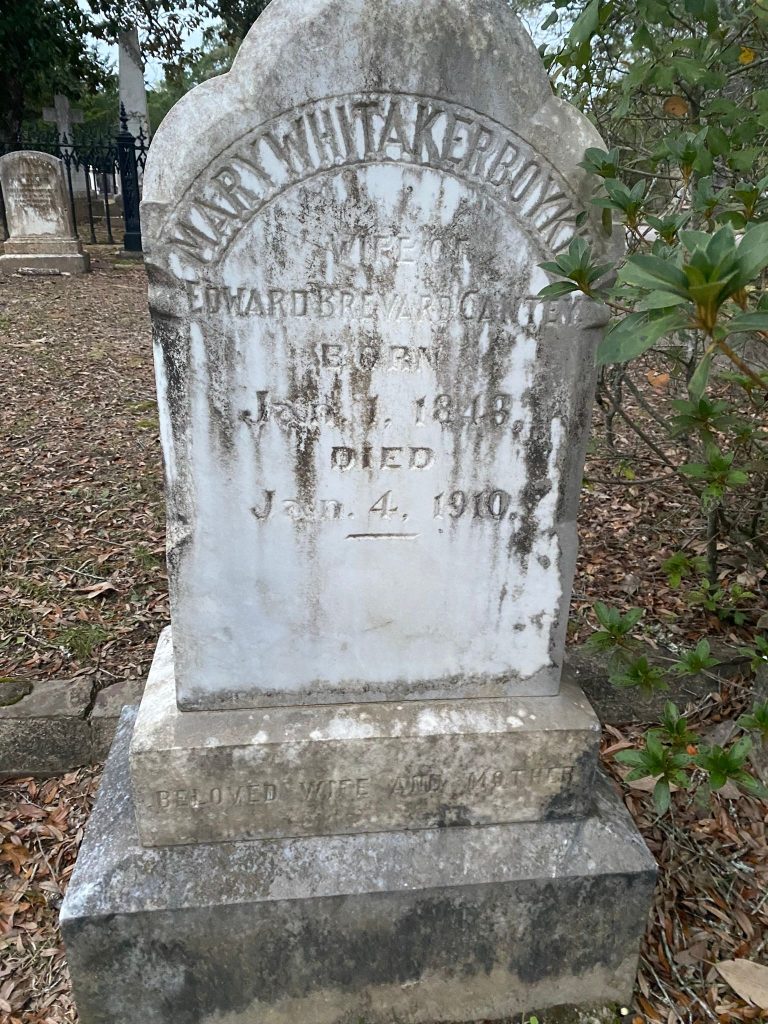 MARY WHITAKER BOYKIN
WIFE OF
EDWARD BREVARD CANTEY
BORN
Jan. 1, 1848,
DIED
Jan. 4, 1910.
BELOVED WIFE AND MOTHER